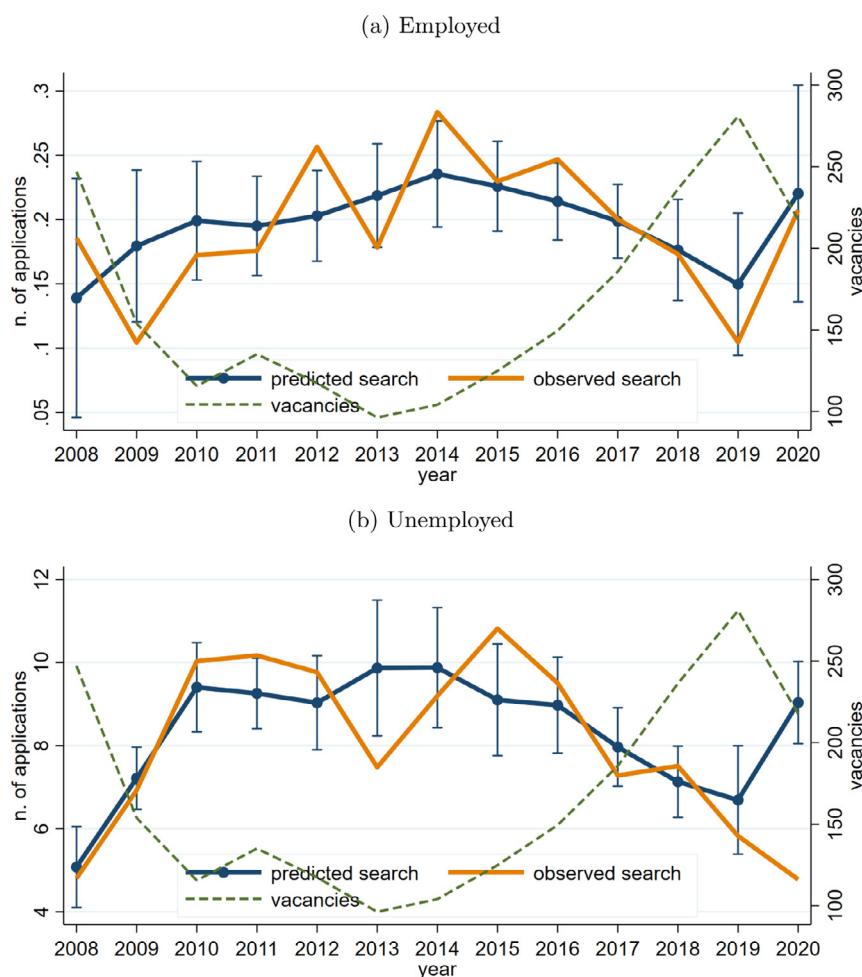 (a) Employed
.3
.25
.2
.15
.1
.05
n. of applications
300
250
200
150
100
vacancies
predicted search
observed search
vacancies
2008 2009 2010 2011 2012 2013 2014 2015 2016 2017 2018 2019 2020
year
(b) Unemployed
12
10
8
6
4
n. of applications
300
250
200
150
100
vacancies
predicted search
observed search
vacancies
2008 2009 2010 2011 2012 2013 2014 2015 2016 2017 2018 2019 2020
year